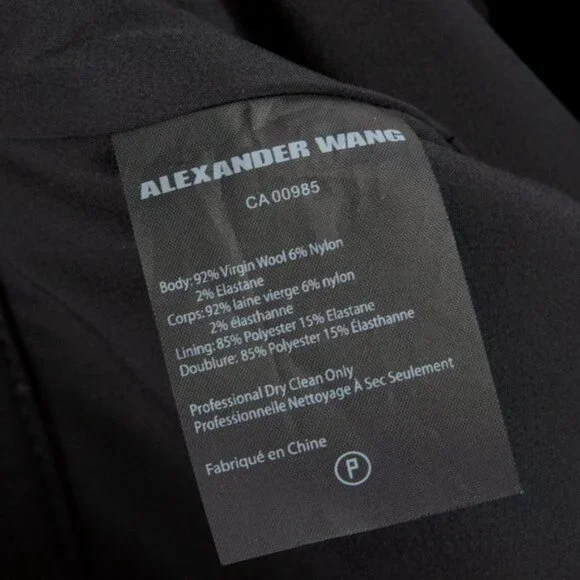 ALEXANDER WANG
CA 00985
Body: 92% Virgin Wool 6% Nylon
2% Elastane
Corps: 92% laine vierge 6% nylon
2% élasthanne
Lining: 85% Polyester 15% Elastane
Doublure: 85% Polyester 15% Élasthanne
Professional Dry Clean Only
Professionnelle Nettoyage À Sec Seulement
Fabriqué en Chine
P